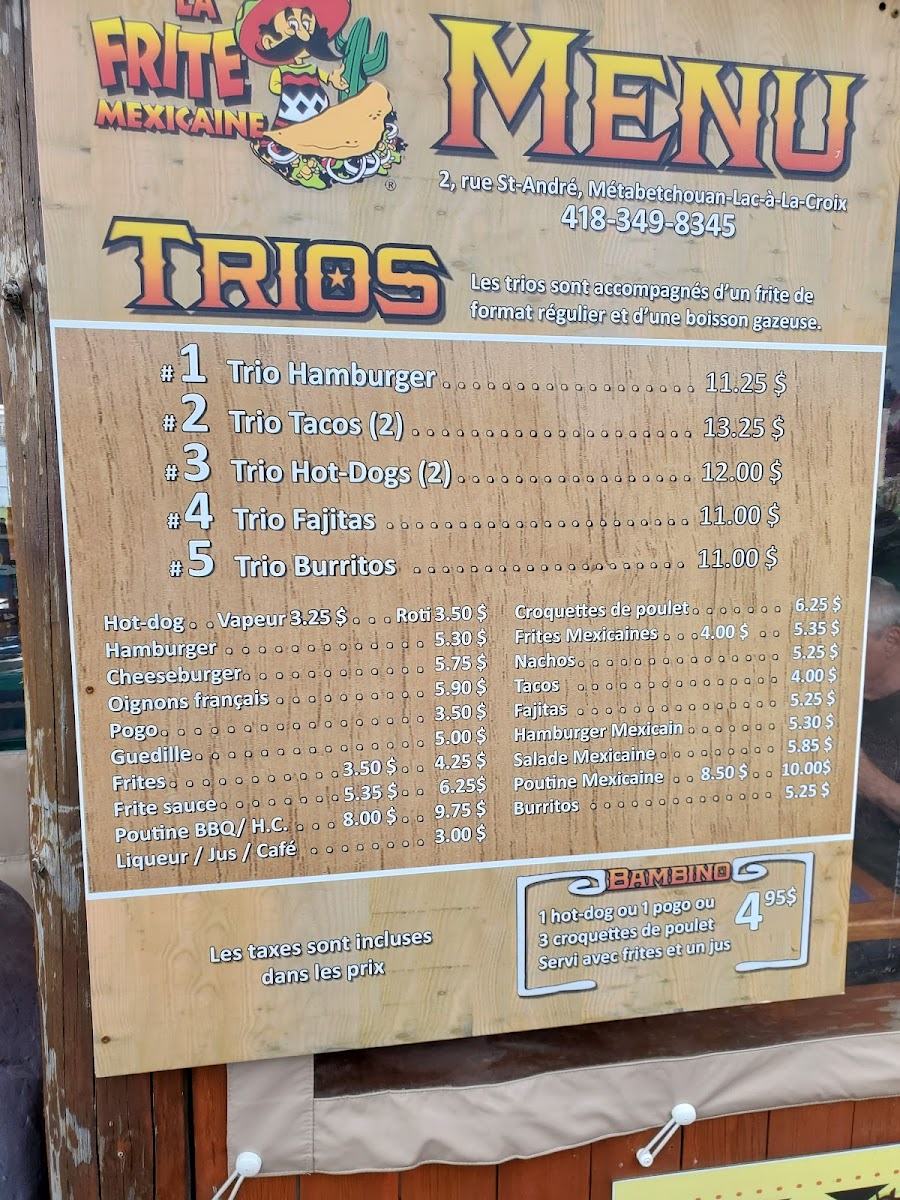 LA
FRITE
MEXICAINE
®
MENU
2, rue St-André, Métabetchouan-Lac-à-La-Croix
418-349-8345
TRIOS
Les trios sont accompagnés d'un frite de
format régulier et d'une boisson gazeuse.
#1 Trio Hamburger 11.25 $
#2 Trio Tacos (2) 13.25 $
#3 Trio Hot-Dogs (2) 12.00 $
#4 Trio Fajitas 11.00 $
#5 Trio Burritos 11.00 $
Hot-dog Vapeur 3.25 $ Roti 3.50 $
Hamburger 5.30 $
Cheeseburger 5.75 $
Oignons français 5.90 $
Pogo 3.50 $
Guedille 5.00 $
Frites 3.50 $ 4.25 $
Frite sauce 5.35 $ 6.25$
Poutine BBQ/ H.C. 8.00 $ 9.75 $
Liqueur / Jus / Café 3.00 $
Croquettes de poulet 6.25 $
Frites Mexicaines 4.00 $ 5.35 $
Nachos 5.25 $
Tacos 4.00 $
Fajitas 5.25 $
Hamburger Mexicain 5.30 $
Salade Mexicaine 5.85 $
Poutine Mexicaine 8.50 $ 10.00$
Burritos 5.25 $
Les taxes sont incluses
dans les prix
BAMBINO
1 hot-dog ou 1 pogo ou
3 croquettes de poulet
Servi avec frites et un jus
4 95$